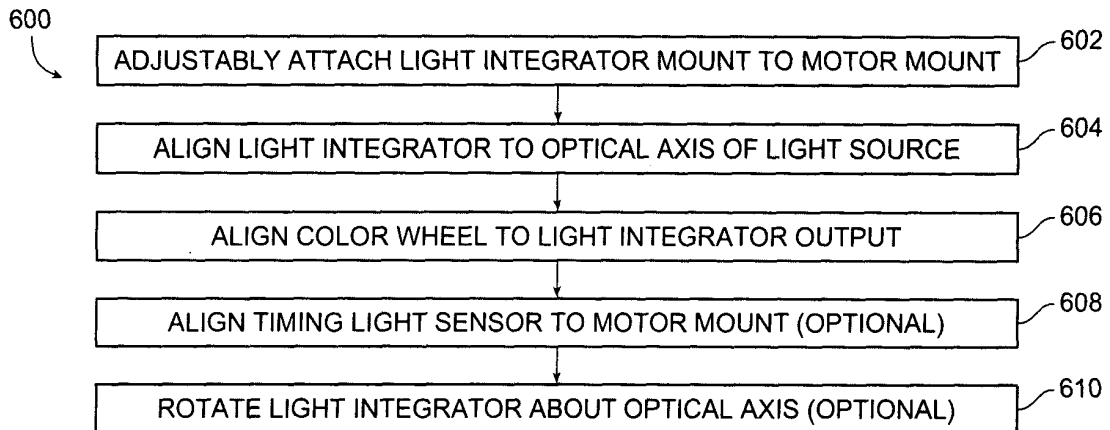 600
ADJUSTABLY ATTACH LIGHT INTEGRATOR MOUNT TO MOTOR MOUNT
602
ALIGN LIGHT INTEGRATOR TO OPTICAL AXIS OF LIGHT SOURCE
604
ALIGN COLOR WHEEL TO LIGHT INTEGRATOR OUTPUT
606
ALIGN TIMING LIGHT SENSOR TO MOTOR MOUNT (OPTIONAL)
608
ROTATE LIGHT INTEGRATOR ABOUT OPTICAL AXIS (OPTIONAL)
610